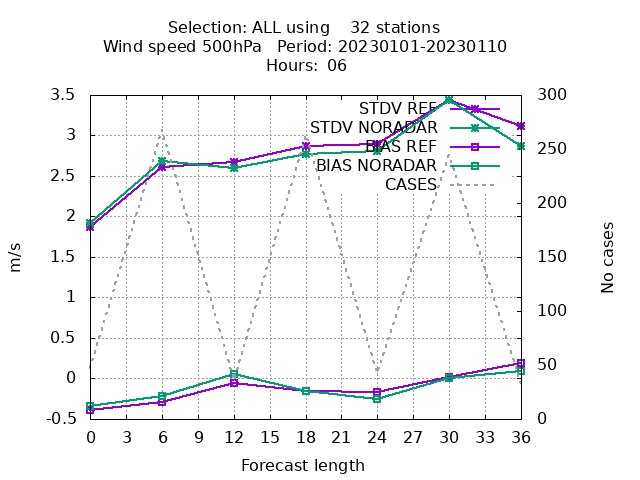 Selection: ALL using    32 stations
Wind speed 500hPa   Period: 20230101-20230110
Hours:  06
3.5
3
2.5
2
1.5
1
0.5
0
-0.5
m/s
300
250
200
150
100
50
0
No cases
STDV REF
STDV NORADAR
BIAS REF
BIAS NORADAR
CASES
0 3 6 9 12 15 18 21 24 27 30 33 36
Forecast length